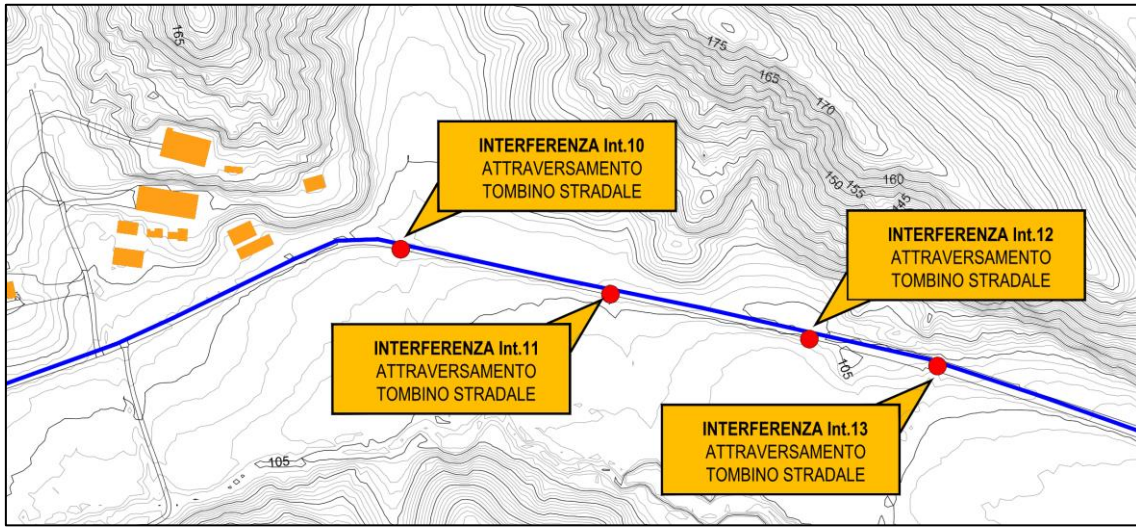 165
175
165
170
INTERFERENZA Int.10
ATTRAVERSAMENTO
TOMBINO STRADALE
150
155
160
145
INTERFERENZA Int.12
ATTRAVERSAMENTO
TOMBINO STRADALE
INTERFERENZA Int.11
ATTRAVERSAMENTO
TOMBINO STRADALE
105
INTERFERENZA Int.13
ATTRAVERSAMENTO
TOMBINO STRADALE
105